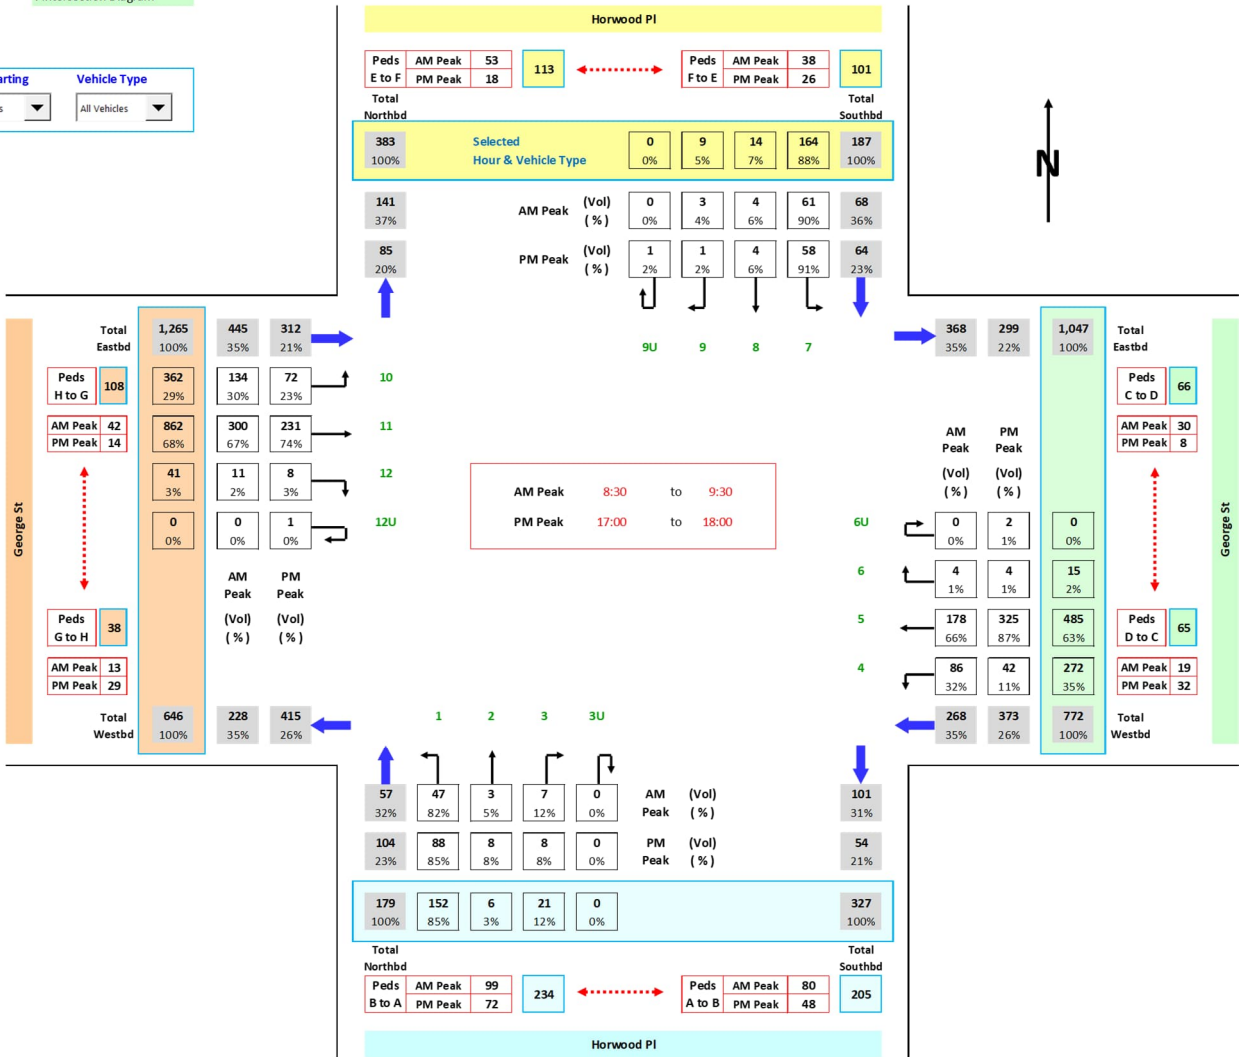 Intersection Diagram
Horwood Pl
Peds E to F AM Peak 53 PM Peak 18 113
Peds F to E AM Peak 38 PM Peak 26 101
Vehicle Type
All Vehicles
Total Northbd
Total Southbd
383 100% Selected Hour & Vehicle Type 0 0% 9 5% 14 7% 164 88% 187 100%
141 37% AM Peak (Vol) (%) 0 0% 3 4% 4 6% 61 90% 68 36%
85 20% PM Peak (Vol) (%) 1 2% 1 2% 4 6% 58 91% 64 23%
N
9U 9 8 7
Total Eastbd 1,265 100% 445 35% 312 21%
Peds H to G 108 362 29% 134 30% 72 23% 10
AM Peak 42 PM Peak 14 862 68% 300 67% 231 74% 11
41 3% 11 2% 8 3% 12
0 0% 0 0% 1 0% 12U
AM Peak (Vol) (%) PM Peak (Vol) (%)
George St
Peds G to H 38
AM Peak 13 PM Peak 29
Total Westbd 646 100% 228 35% 415 26%
AM Peak 8:30 to 9:30
PM Peak 17:00 to 18:00
368 35% 299 22% 1,047 100% Total Eastbd
Peds C to D 66
AM Peak 30 PM Peak 8
AM Peak (Vol) (%) PM Peak (Vol) (%)
6U 0 0% 2 1% 0 0%
6 4 1% 4 1% 15 2%
5 178 66% 325 87% 485 63%
4 86 32% 42 11% 272 35%
Peds D to C 65
AM Peak 19 PM Peak 32
268 35% 373 26% 772 100% Total Westbd
George St
1 2 3 3U
57 32% 47 82% 3 5% 7 12% 0 0% AM Peak (Vol) (%) 101 31%
104 23% 88 85% 8 8% 8 8% 0 0% PM Peak (Vol) (%) 54 21%
179 100% 152 85% 6 3% 21 12% 0 0% 327 100%
Total Northbd
Total Southbd
Peds B to A AM Peak 99 PM Peak 72 234
Peds A to B AM Peak 80 PM Peak 48 205
Horwood Pl